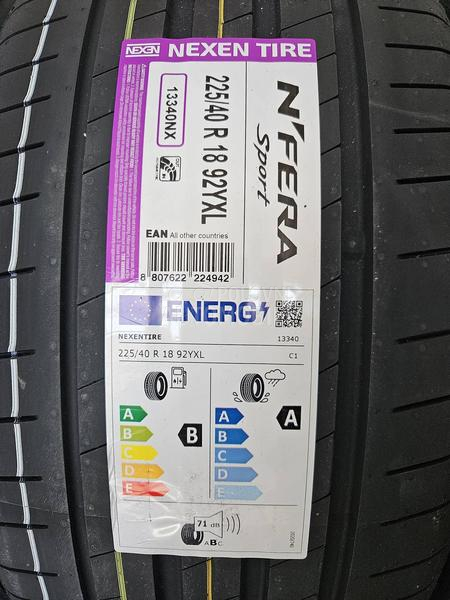 NEXEN NEXEN TIRE
N'FERA
Sport
225/40 R 18 92YXL
13340NX
EAN All other countries
8 807622 224942
ENERG
NEXENTIRE 13340
225/40 R 18 92YXL C1
A
B
C
D
E
B
A
B
C
D
E
A
71 dB
ABC